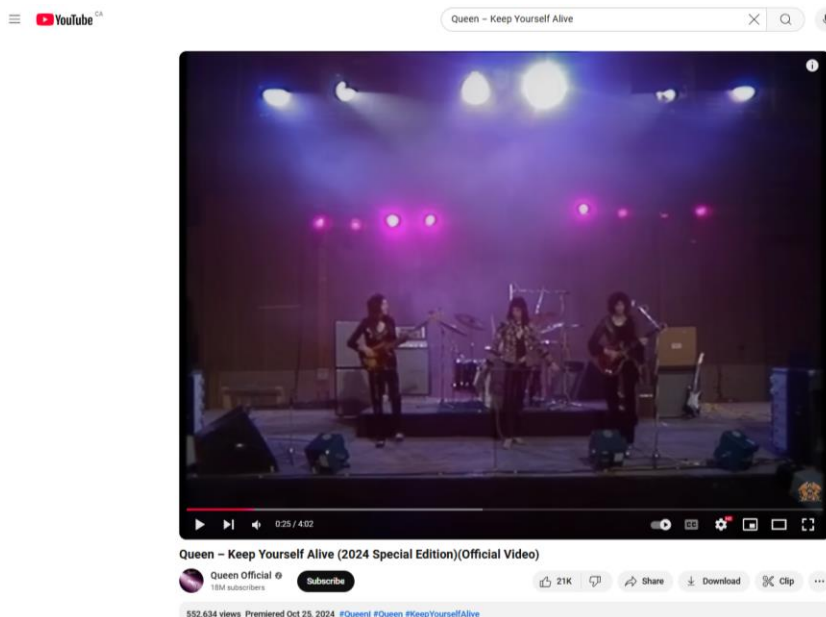 YouTube CA
Queen – Keep Yourself Alive
0:25 / 4:02
CC
Queen – Keep Yourself Alive (2024 Special Edition)(Official Video)
Queen Official
18M subscribers
Subscribe
21K
Share
Download
Clip
552,634 views Premiered Oct 25, 2024 #QueenI #Queen #KeepYourselfAlive